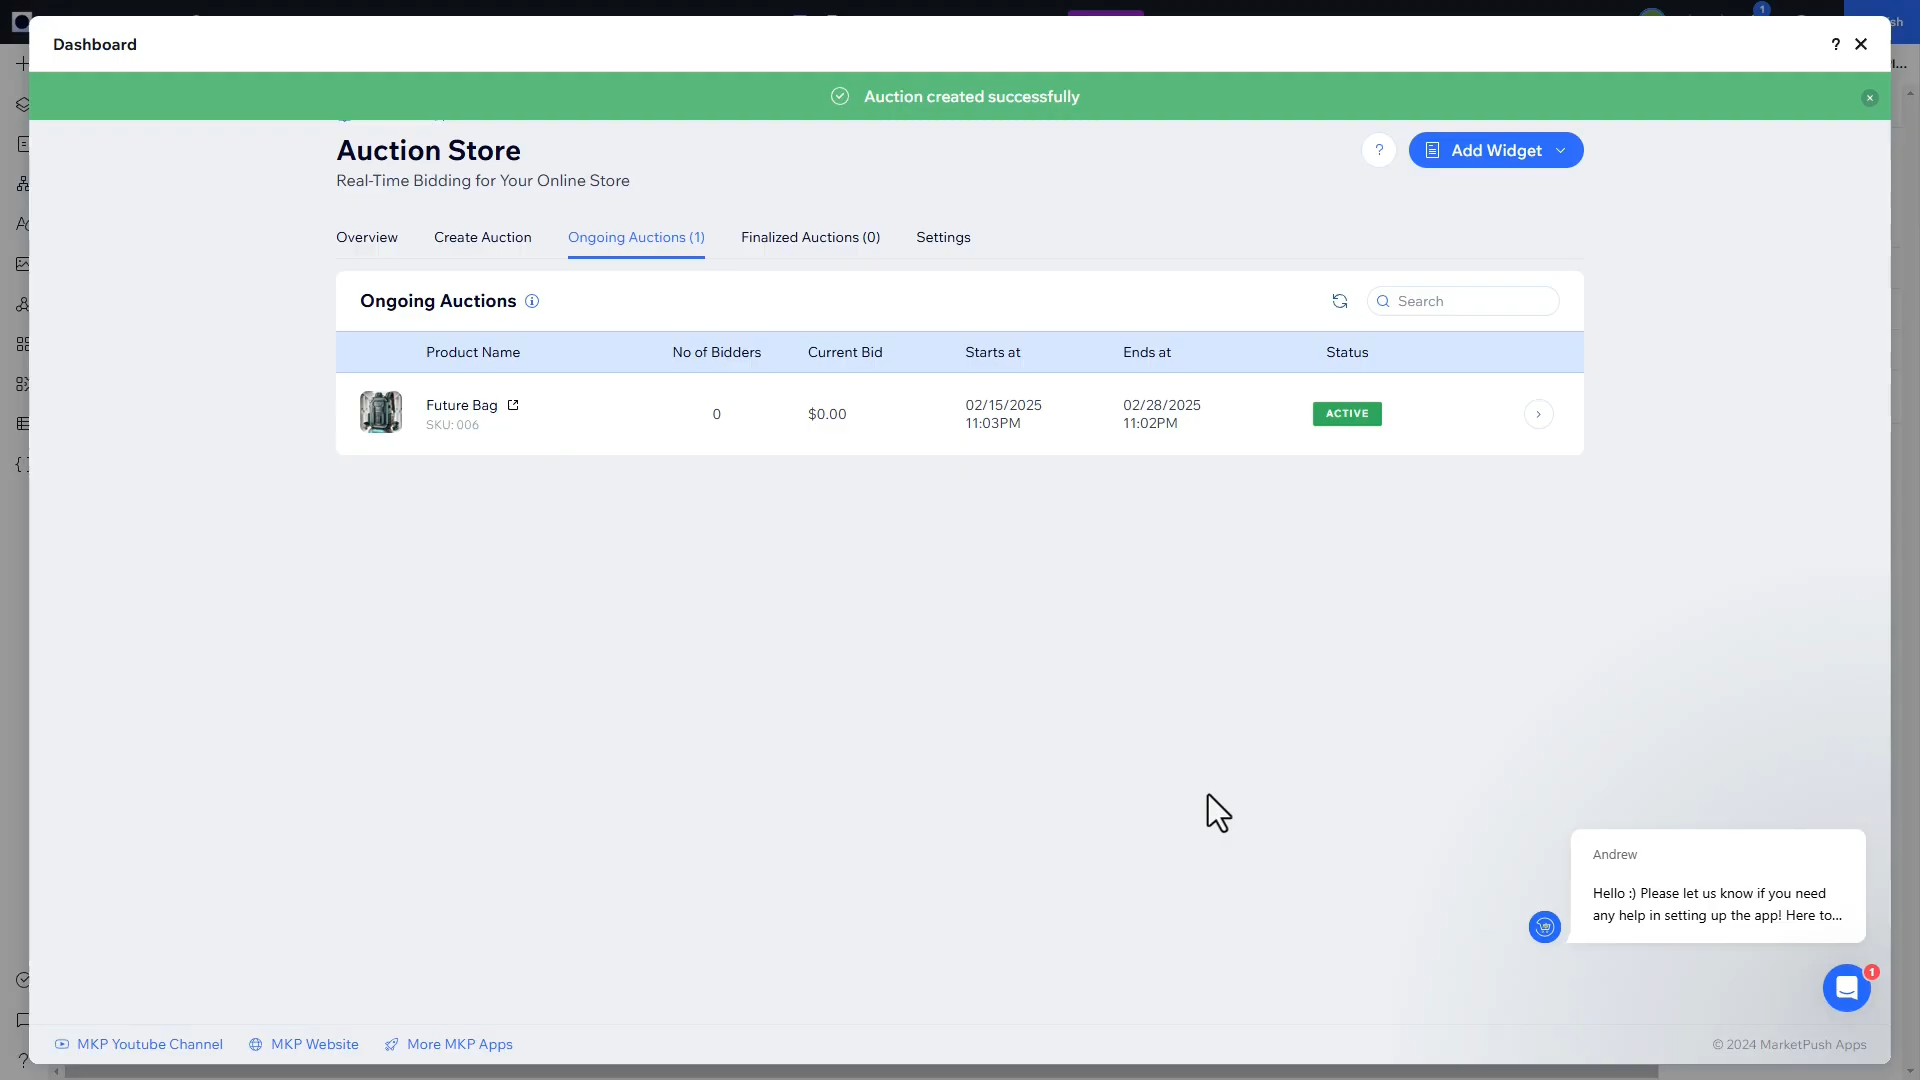 1
sh
Dashboard
?
Auction created successfully
Auction Store
?
Add Widget
Real-Time Bidding for Your Online Store
Overview
Create Auction
Ongoing Auctions (1)
Finalized Auctions (0)
Settings
Ongoing Auctions
Search
Product Name
No of Bidders
Current Bid
Starts at
Ends at
Status
Future Bag
SKU: 006
0
$0.00
02/15/2025
11:03PM
02/28/2025
11:02PM
ACTIVE
Andrew
Hello :) Please let us know if you need
any help in setting up the app! Here to...
1
MKP Youtube Channel
MKP Website
More MKP Apps
© 2024 MarketPush Apps